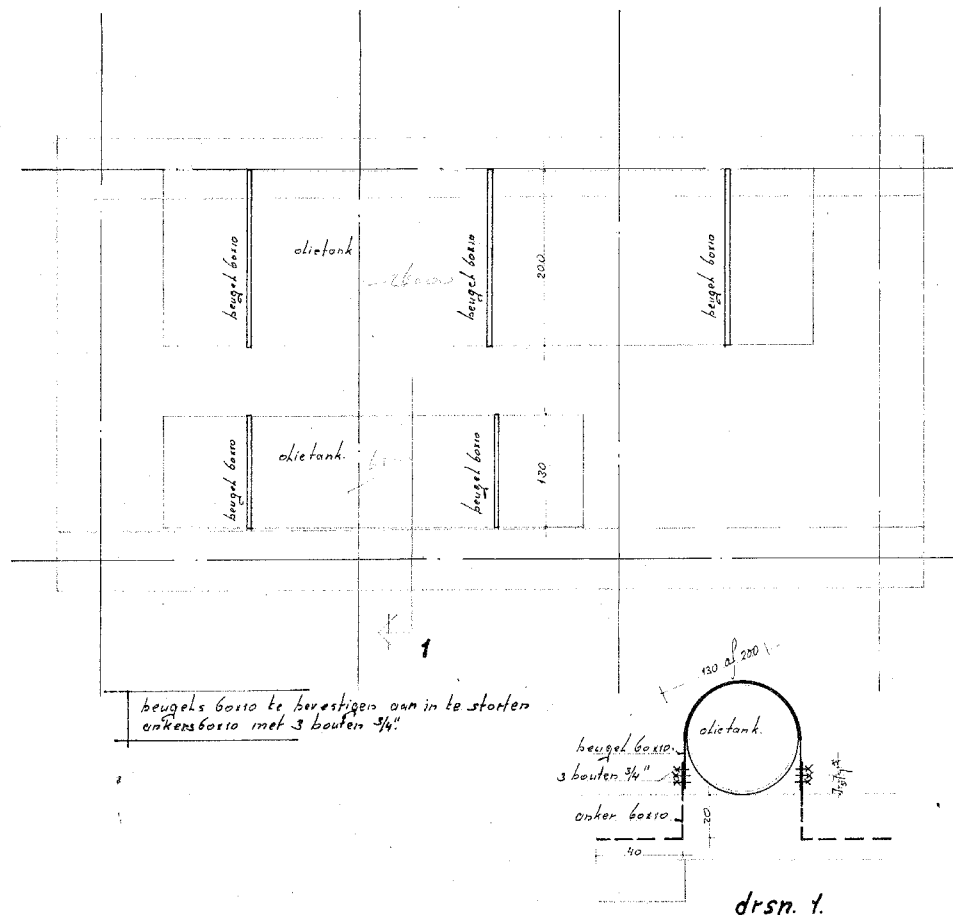 beugel 60x10
olietank
beugel 60x10
200
beugel 60x10
beugel 60x10
olietank.
beugel 60x10
130
1
beugels 60x10 te bevestigen aan in te storten
ankers 60x10 met 3 bouten 3/4".
130 of 200
olietank.
beugel 60x10.
3 bouten 3/4"
anker 60x10.
20
40
drsn. 1.